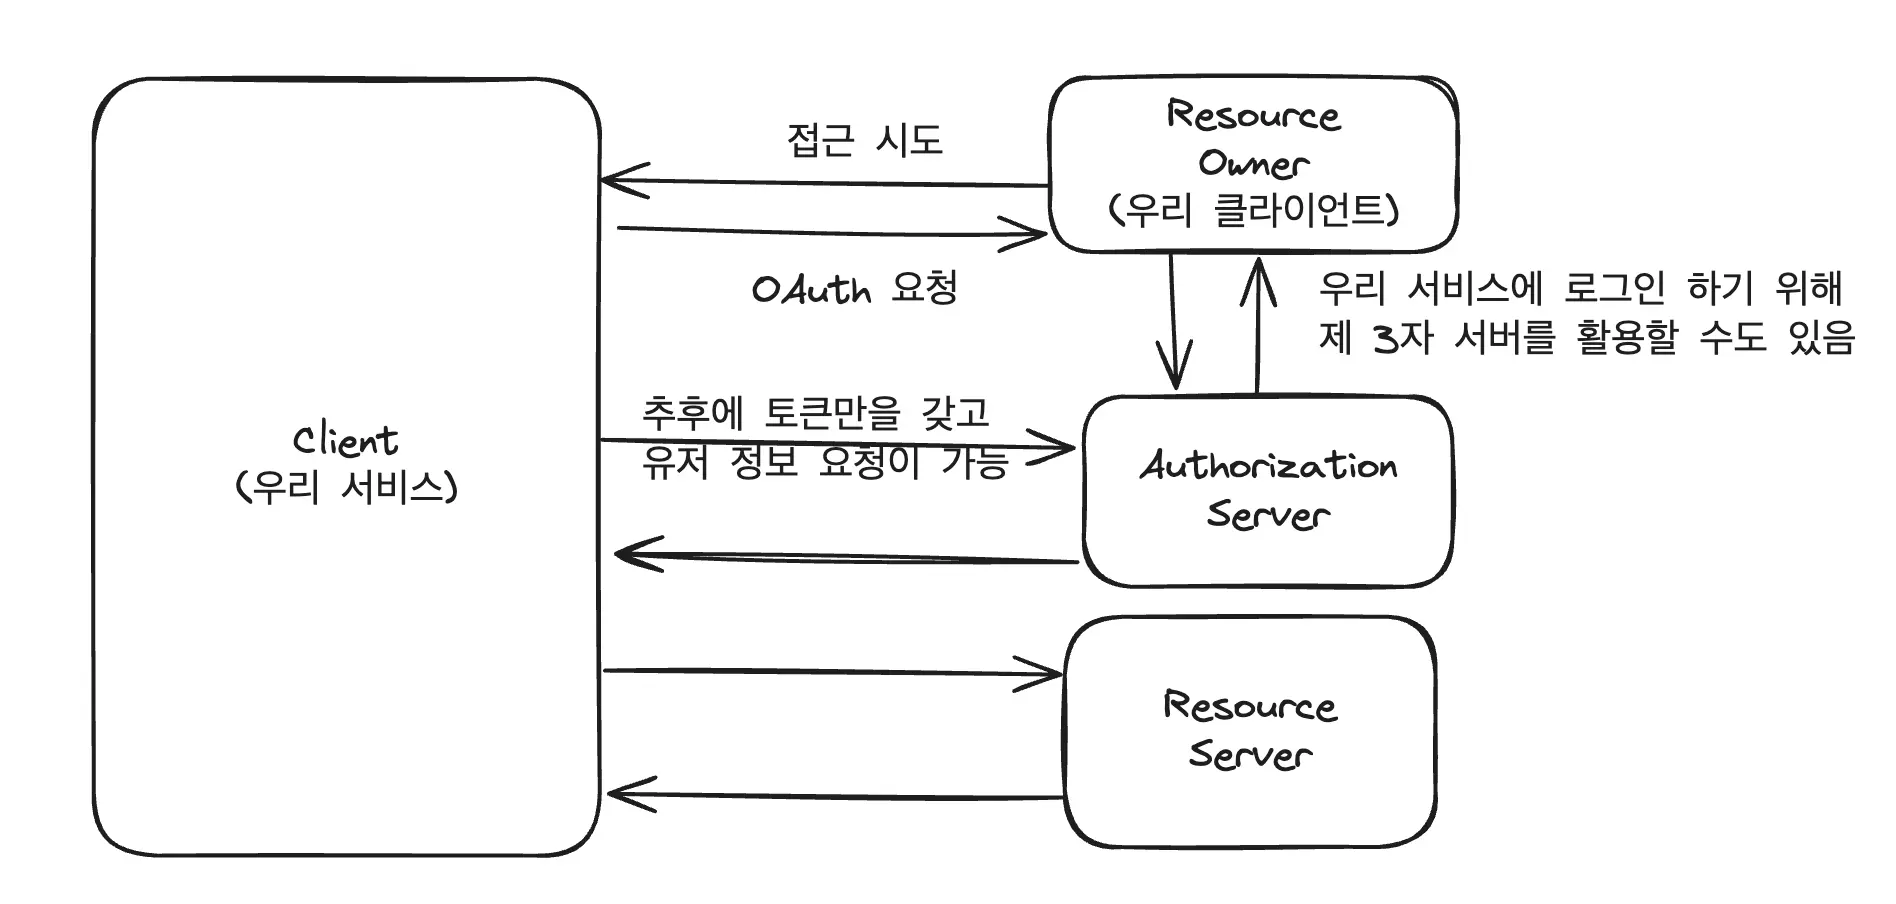 접근 시도
Resource
Owner
(우리 클라이언트)
OAuth 요청
우리 서비스에 로그인 하기 위해
제 3자 서버를 활용할 수도 있음
추후에 토큰만을 갖고
유저 정보 요청이 가능
Client
(우리 서비스)
Authorization
Server
Resource
Server